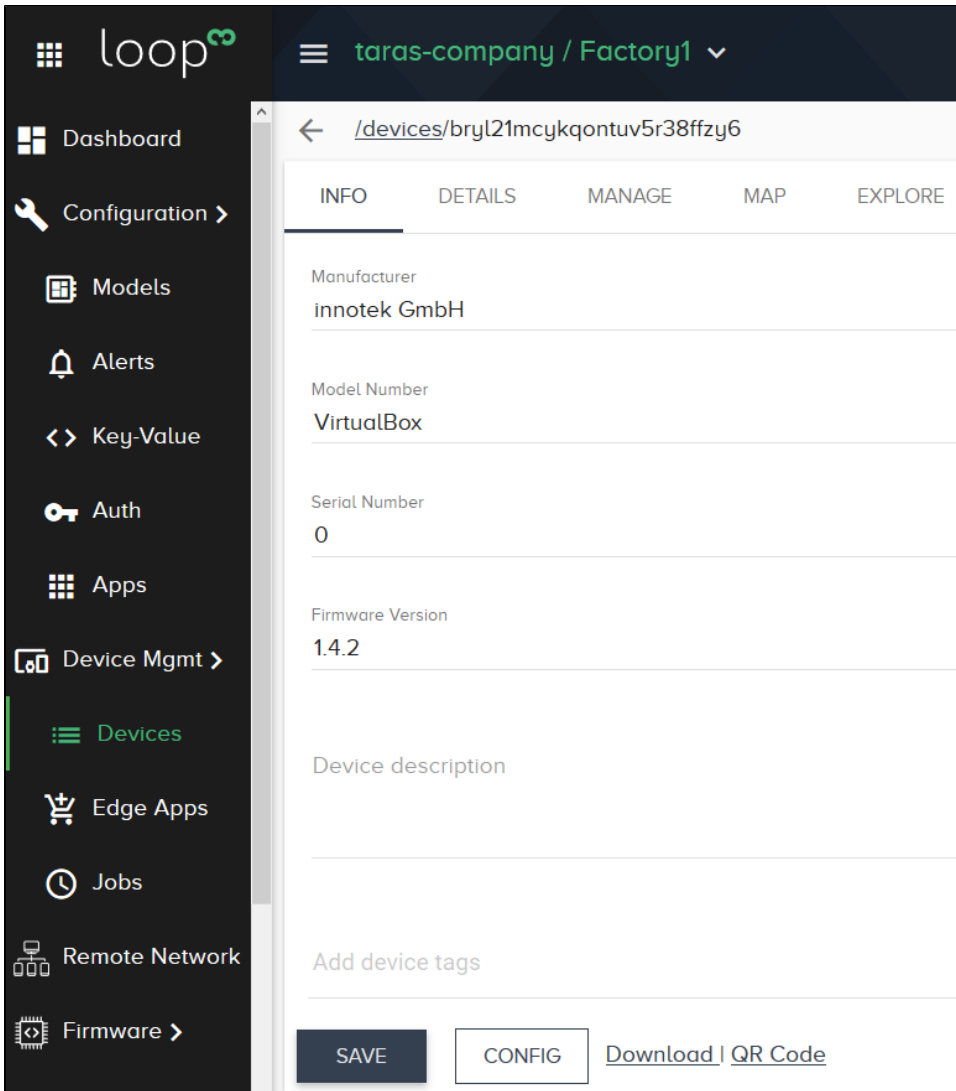 loop
taras-company / Factory1
Dashboard
Configuration
Models
Alerts
Key-Value
Auth
Apps
Device Mgmt
Devices
Edge Apps
Jobs
Remote Network
Firmware
/devices/bryl21mcykqontuv5r38ffzy6
INFO DETAILS MANAGE MAP EXPLORE
Manufacturer
innotek GmbH
Model Number
VirtualBox
Serial Number
0
Firmware Version
1.4.2
Device description
Add device tags
SAVE CONFIG Download | QR Code